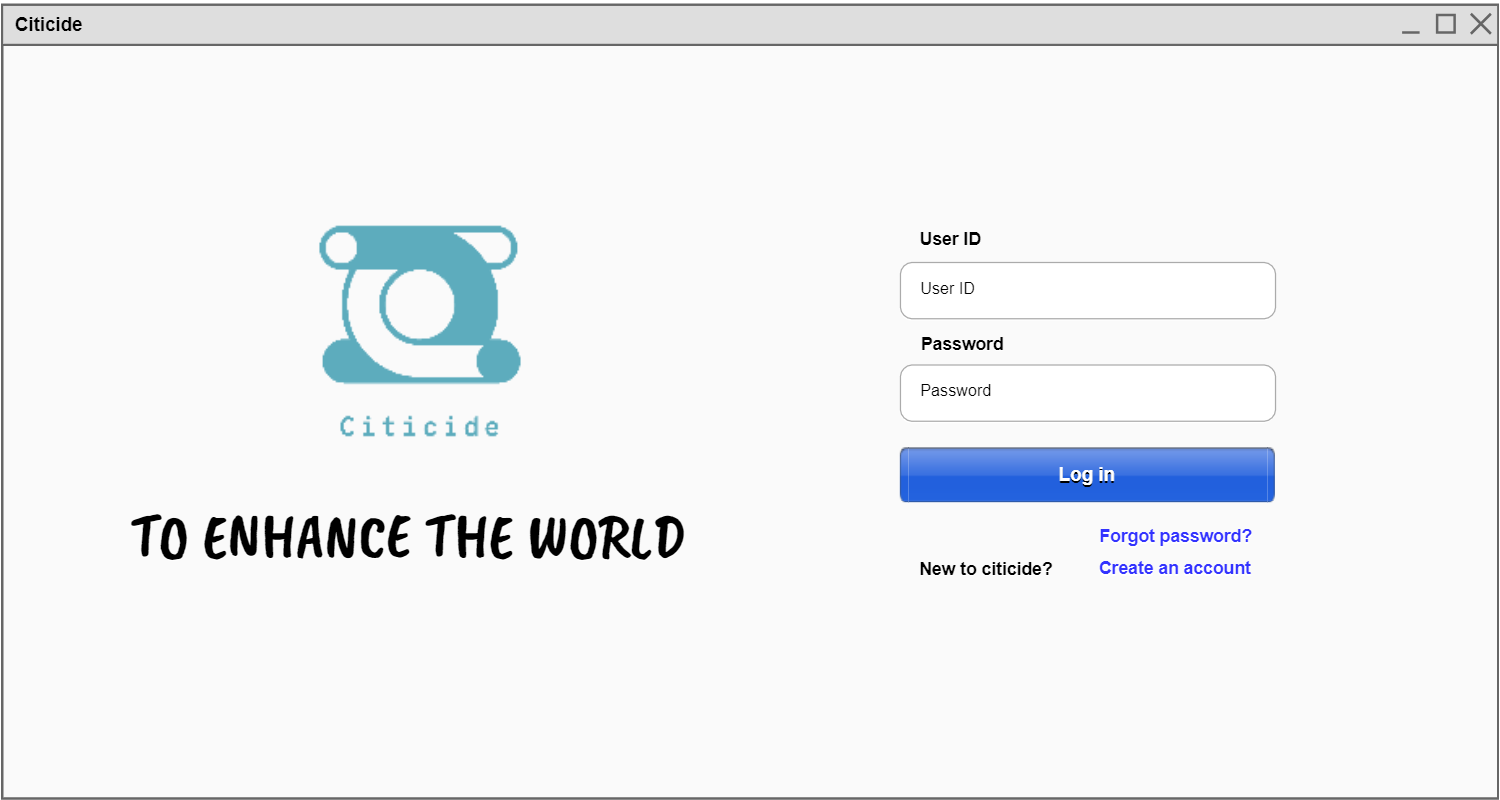 Citicide
Citicide
TO ENHANCE THE WORLD
User ID
User ID
Password
Password
Log in
Forgot password?
New to citicide? Create an account